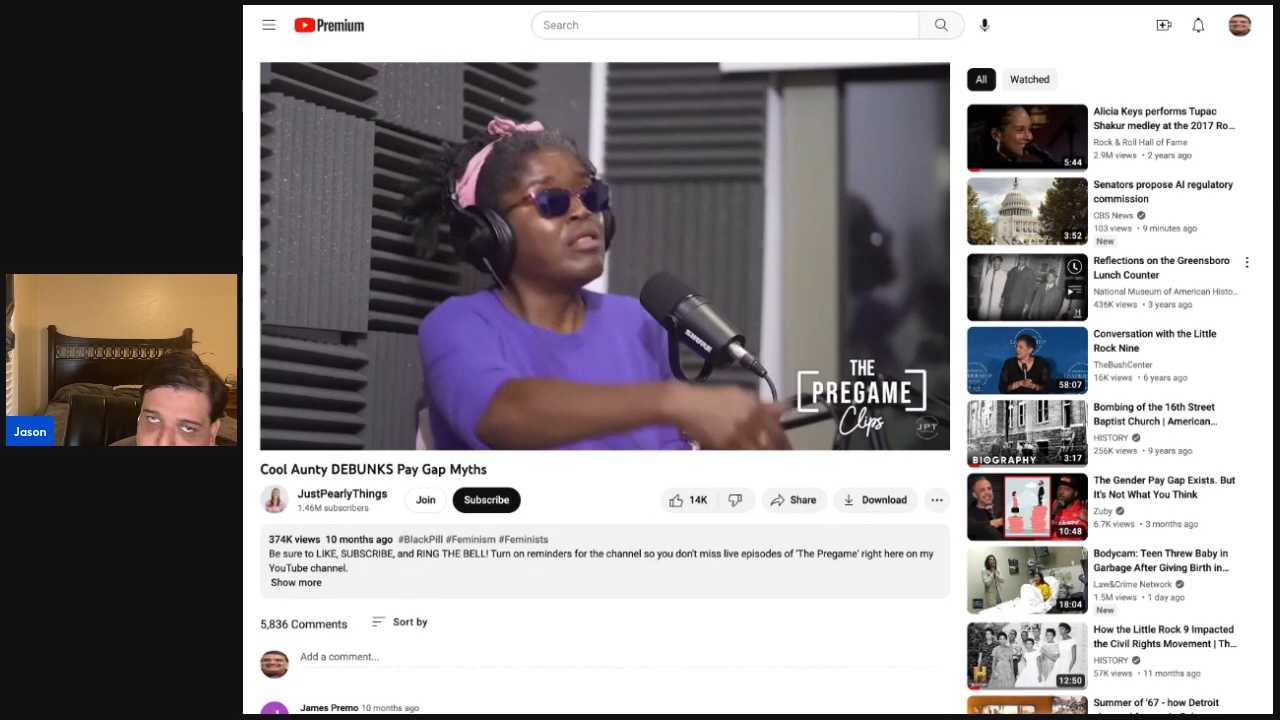 Premium
Search
THE
PREGAME
Clips
JPT
Cool Aunty DEBUNKS Pay Gap Myths
JustPearlyThings
1.46M subscribers
Join
Subscribe
14K
Share
Download
374K views 10 months ago #BlackPill #Feminism #Feminists
Be sure to LIKE, SUBSCRIBE, and RING THE BELL! Turn on reminders for the channel so you don't miss live episodes of 'The Pregame' right here on my
YouTube channel.
Show more
5,836 Comments
Sort by
Add a comment...
James Premo 10 months ago
Jason
All
Watched
Alicia Keys performs Tupac
Shakur medley at the 2017 Ro...
Rock & Roll Hall of Fame
2.9M views • 2 years ago
5:44
Senators propose AI regulatory
commission
CBS News
103 views • 9 minutes ago
New
3:52
Reflections on the Greensboro
Lunch Counter
National Museum of American Histo...
436K views • 3 years ago
Conversation with the Little
Rock Nine
TheBushCenter
16K views • 6 years ago
58:07
Bombing of the 16th Street
Baptist Church | American...
HISTORY
256K views • 9 years ago
BIOGRAPHY
3:17
The Gender Pay Gap Exists. But
It's Not What You Think
Zuby
6.7K views • 3 months ago
10:48
Bodycam: Teen Threw Baby in
Garbage After Giving Birth in...
Law&Crime Network
1.5M views • 1 day ago
New
18:04
How the Little Rock 9 Impacted
the Civil Rights Movement | Th...
HISTORY
57K views • 11 months ago
12:50
Summer of '67 - how Detroit